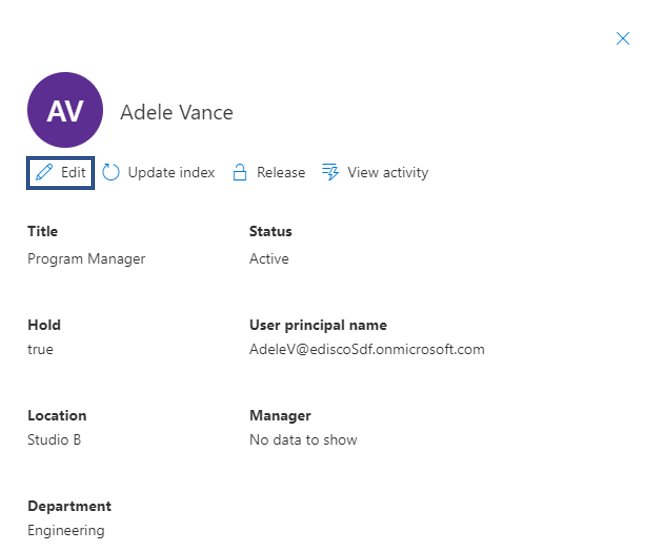 AV
Adele Vance
Edit Update index Release View activity
Title Status
Program Manager Active
Hold User principal name
true AdeleV@ediscoSdf.onmicrosoft.com
Location Manager
Studio B No data to show
Department
Engineering